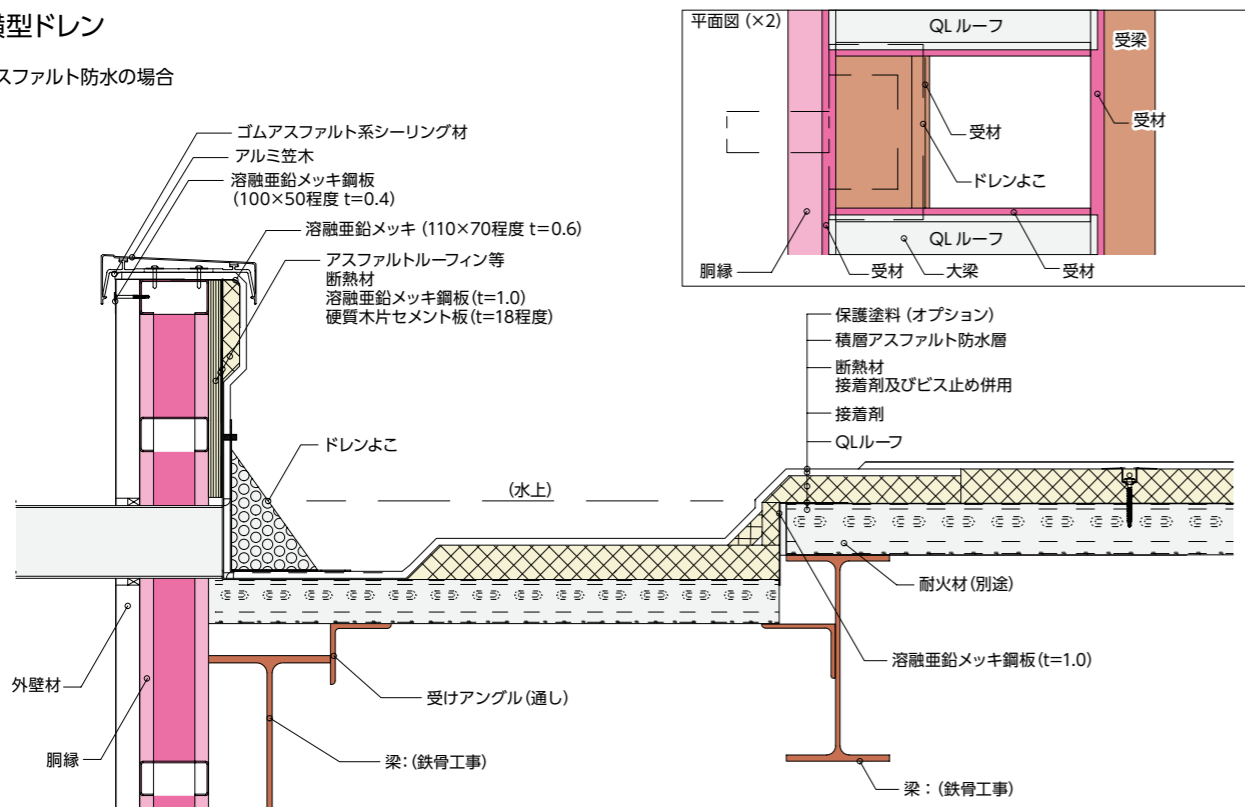 横型ドレン
スファルト防水の場合
ゴムアスファルト系シーリング材
アルミ笠木
溶融亜鉛メッキ鋼板
(100×50程度 t=0.4)
溶融亜鉛メッキ (110×70程度 t=0.6)
アスファルトルーフィン等
断熱材
溶融亜鉛メッキ鋼板(t=1.0)
硬質木片セメント板(t=18程度)
ドレンよこ
(水上)
外壁材
胴縁
受けアングル(通し)
梁:(鉄骨工事)
平面図 (×2)
QLルーフ
受梁
受材
受材
ドレンよこ
QLルーフ
胴縁
受材
大梁
受材
保護塗料 (オプション)
積層アスファルト防水層
断熱材
接着剤及びビス止め併用
接着剤
QLルーフ
耐火材(別途)
溶融亜鉛メッキ鋼板(t=1.0)
梁:(鉄骨工事)